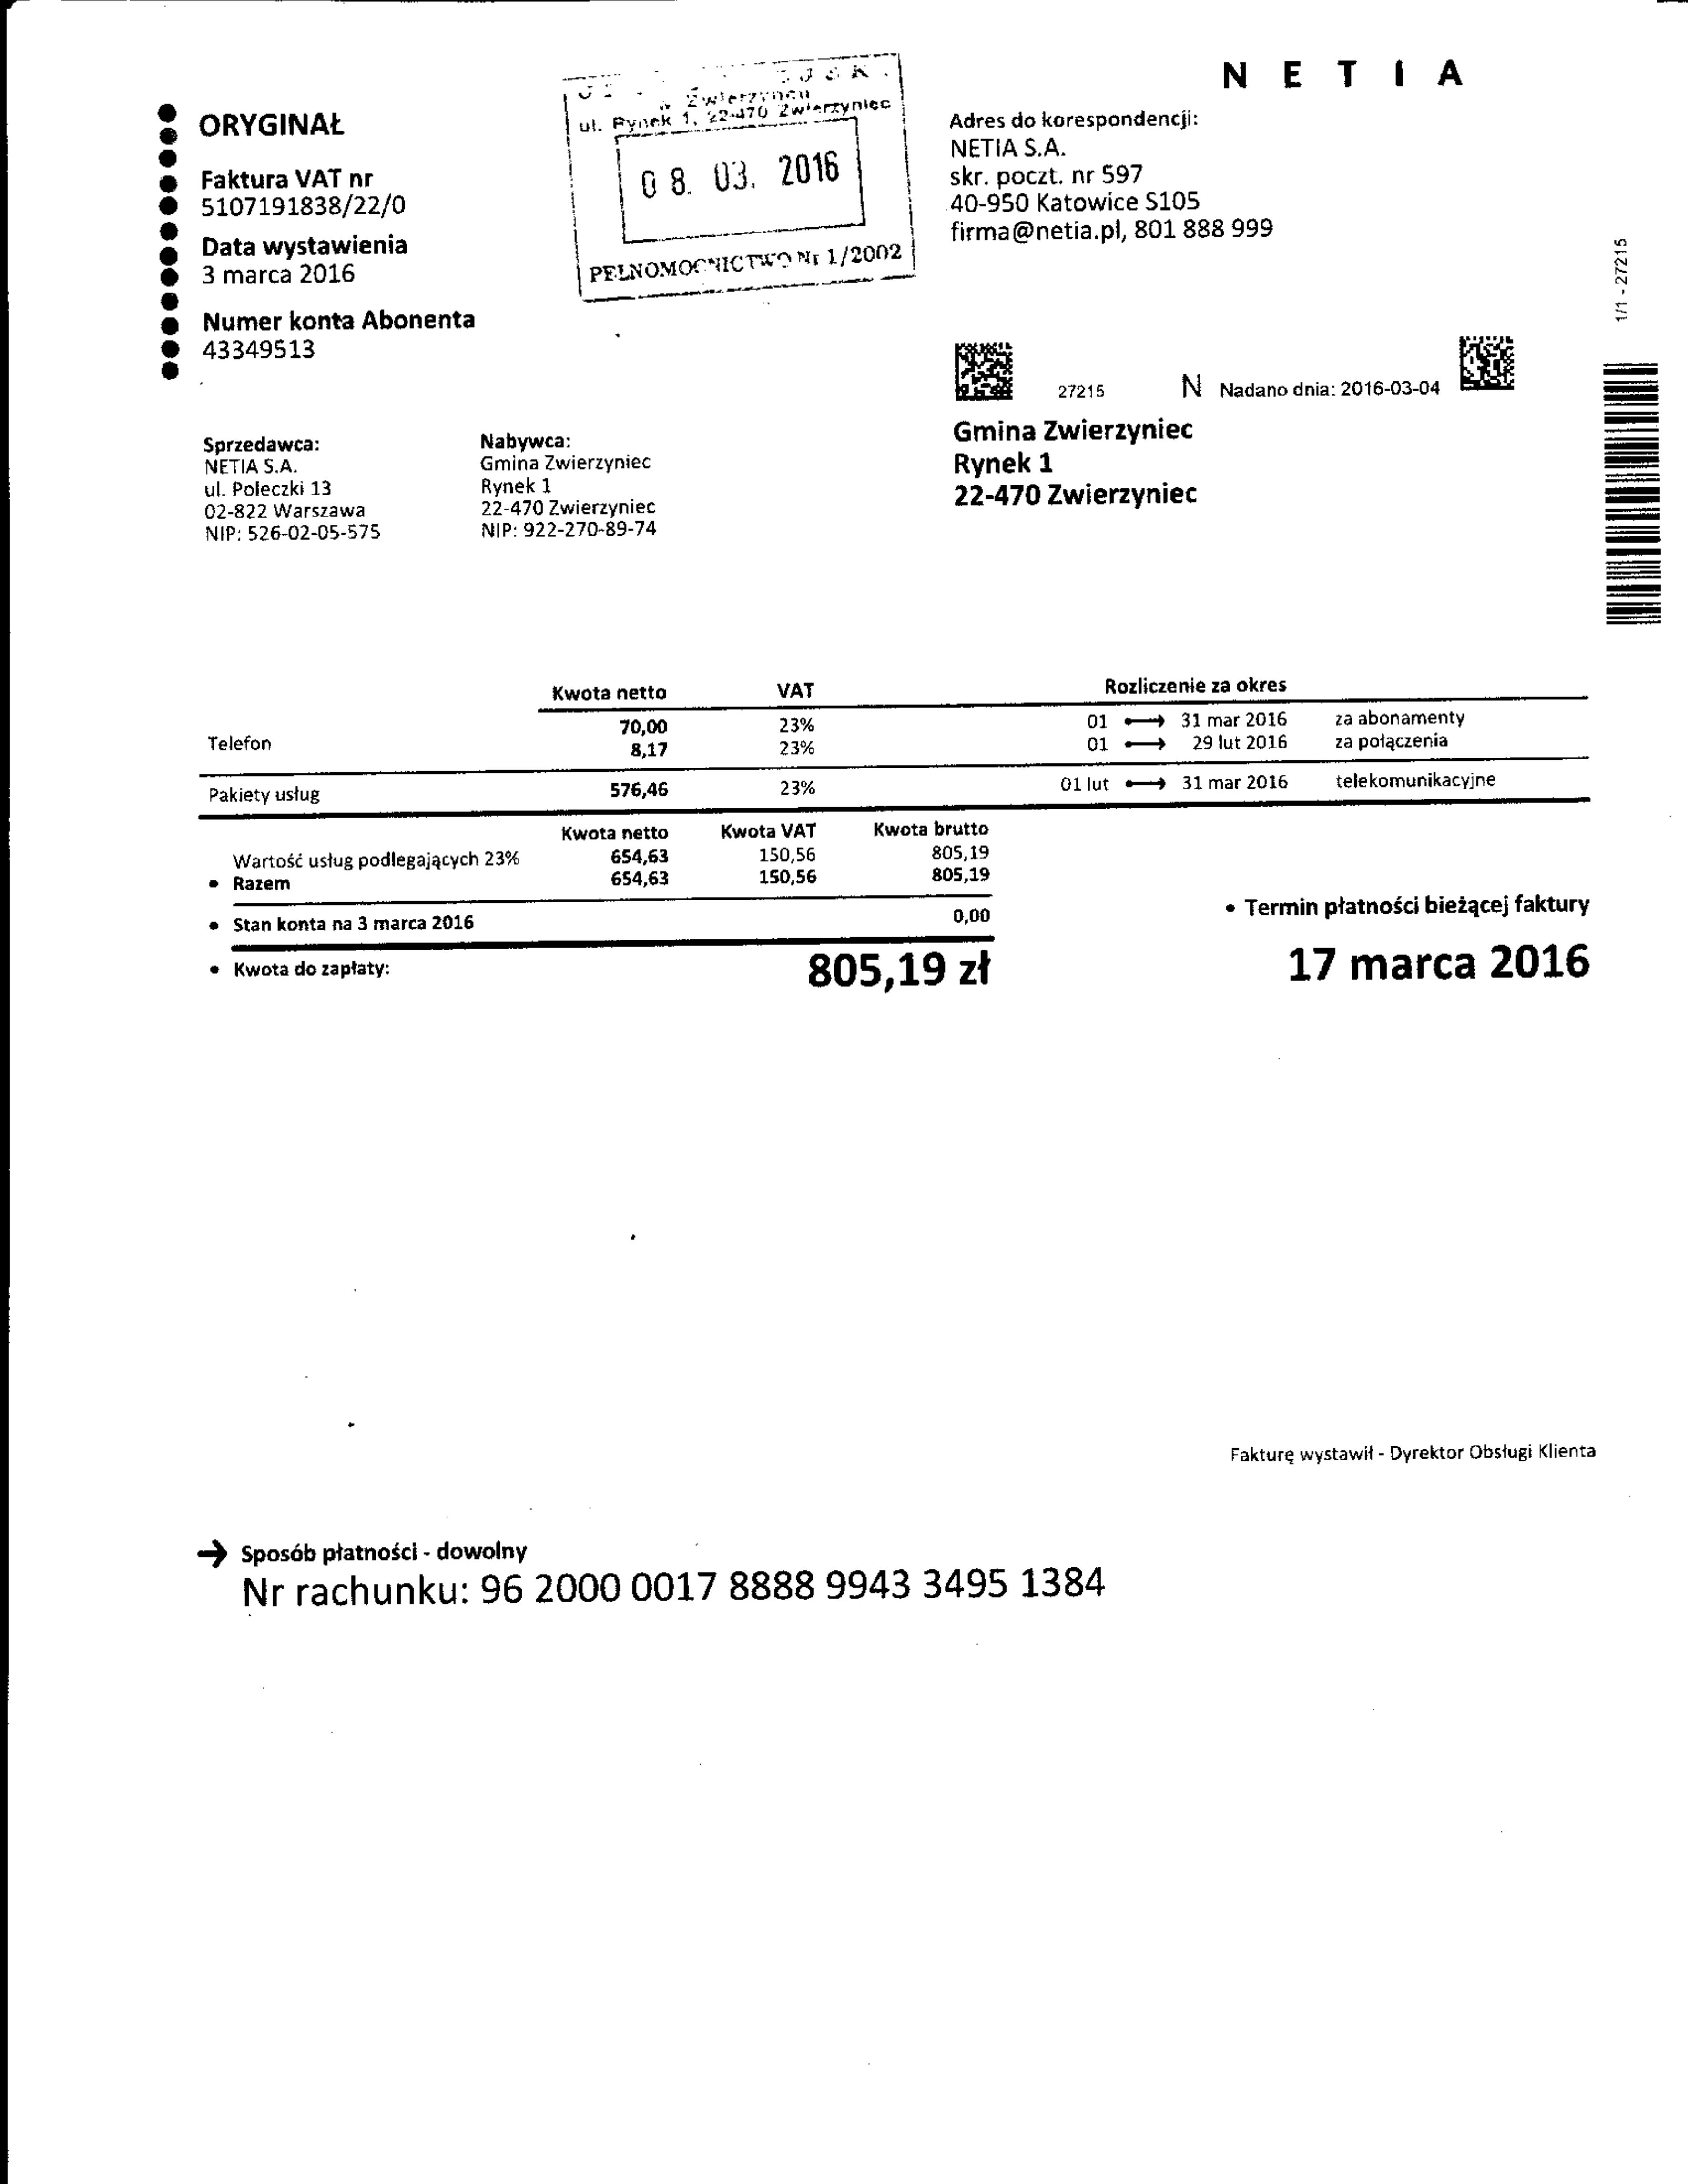 N E T I A
ORYGINAŁ
Faktura VAT nr
5107191838/22/0
Data wystawienia
3 marca 2016
Numer konta Abonenta
43349513
w Zwierzyńcu
ul. Rynek 1, 22-470 Zwierzyniec
08. 03. 2016
PEŁNOMOCNICTWO Nr 1/2002
Adres do korespondencji:
NETIA S.A.
skr. poczt. nr 597
40-950 Katowice S105
firma@netia.pl, 801 888 999
1/1 - 27215
27215 N Nadano dnia: 2016-03-04
Gmina Zwierzyniec
Rynek 1
22-470 Zwierzyniec
Sprzedawca:
NETIA S.A.
ul. Poleczki 13
02-822 Warszawa
NIP: 526-02-05-575
Nabywca:
Gmina Zwierzyniec
Rynek 1
22-470 Zwierzyniec
NIP: 922-270-89-74
Kwota netto VAT Rozliczenie za okres
Telefon
70,00 23% 01 31 mar 2016 za abonamenty
8,17 23% 01 29 lut 2016 za połączenia
Pakiety usług 576,46 23% 01 lut 31 mar 2016 telekomunikacyjne
Kwota netto Kwota VAT Kwota brutto
Wartość usług podlegających 23% 654,63 150,56 805,19
• Razem 654,63 150,56 805,19
• Stan konta na 3 marca 2016 0,00
• Kwota do zapłaty: 805,19 zł
• Termin płatności bieżącej faktury
17 marca 2016
Fakturę wystawił - Dyrektor Obsługi Klienta
→ Sposób płatności - dowolny
Nr rachunku: 96 2000 0017 8888 9943 3495 1384